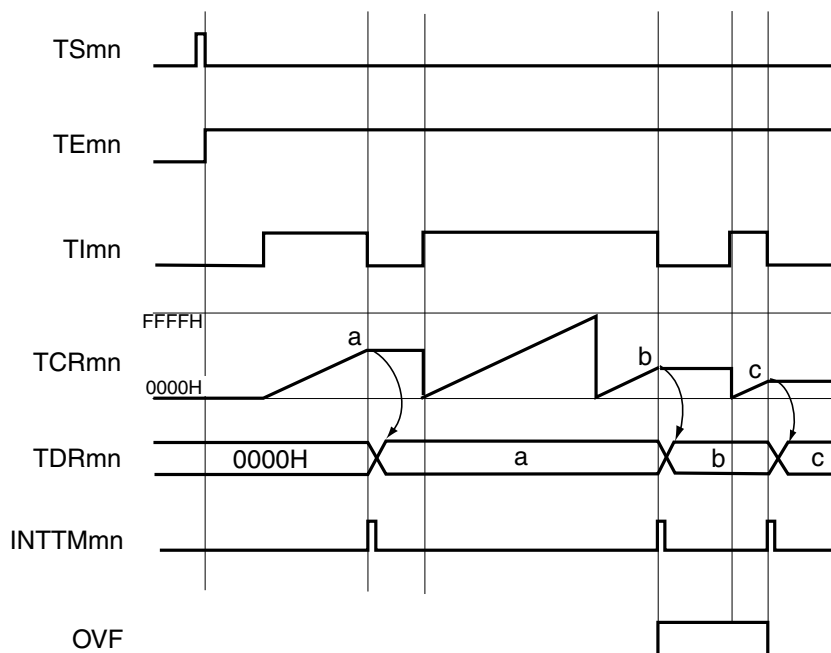 TSmn
TEmn
TImn
FFFFH
a
b
c
TCRmn
0000H
TDRmn
0000H
a
b
c
INTTMmn
OVF